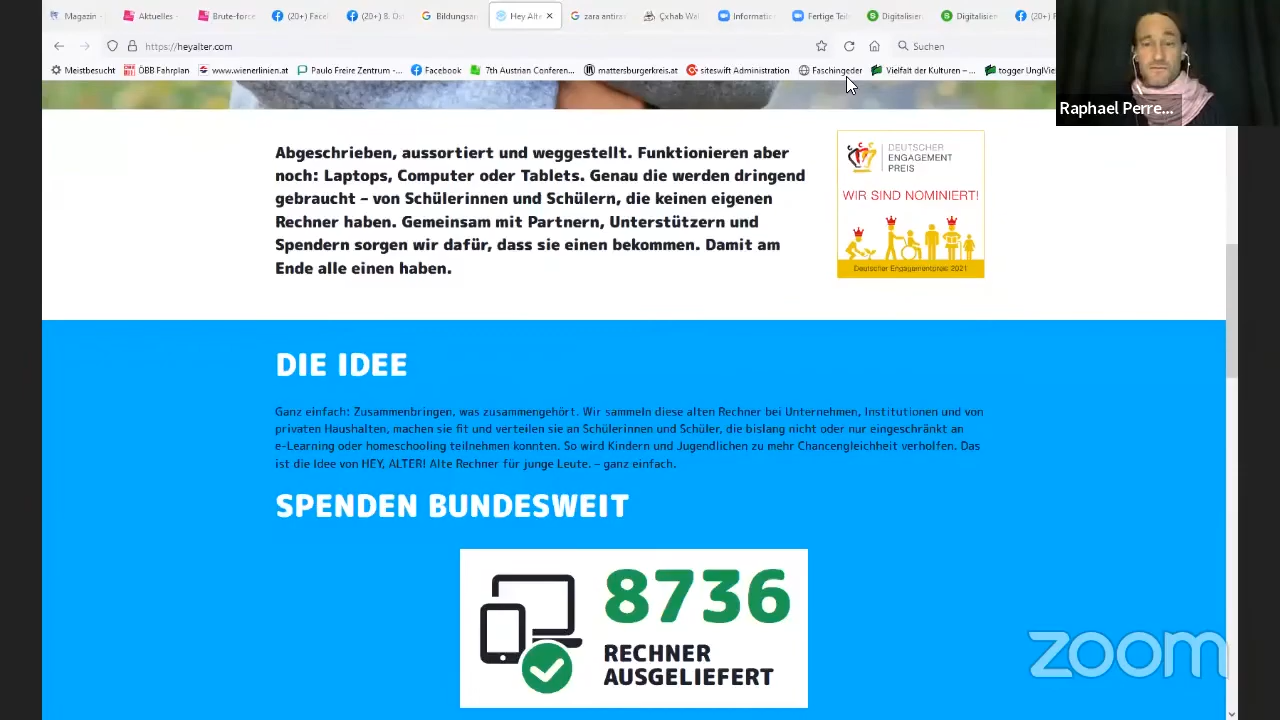 Magazin -
Aktuelles -
Brute-force
(20+) Facel
(20+) B. Öst
Bildungsan
Hey Alte
zara antiras
Çxhab Wal
Informatio
Fertige Teil
Digitalisier
Digitalisien
(20+) F
https://heyalter.com
Suchen
Meistbesucht
ÖBB Fahrplan
www.wienerlinien.at
Paulo Freire Zentrum -...
Facebook
7th Austrian Conferen...
mattersburgerkreis.at
siteswift Administration
Faschingeder
Vielfalt der Kulturen – ...
Raphael Perre...
Abgeschrieben, aussortiert und weggestellt. Funktionieren aber
noch: Laptops, Computer oder Tablets. Genau die werden dringend
gebraucht – von Schülerinnen und Schülern, die keinen eigenen
Rechner haben. Gemeinsam mit Partnern, Unterstützern und
Spendern sorgen wir dafür, dass sie einen bekommen. Damit am
Ende alle einen haben.
DEUTSCHER
ENGAGEMENT
PREIS
WIR SIND NOMINIERT!
Deutscher Engagementpreis 2021
DIE IDEE
Ganz einfach: Zusammenbringen, was zusammengehört. Wir sammeln diese alten Rechner bei Unternehmen, Institutionen und von
privaten Haushalten, machen sie fit und verteilen sie an Schülerinnen und Schüler, die bislang nicht oder nur eingeschränkt an
e-Learning oder homeschooling teilnehmen konnten. So wird Kindern und Jugendlichen zu mehr Chancengleichheit verholfen. Das
ist die Idee von HEY, ALTER! Alte Rechner für junge Leute. – ganz einfach.
SPENDEN BUNDESWEIT
8736
RECHNER
AUSGELIEFERT
zoom